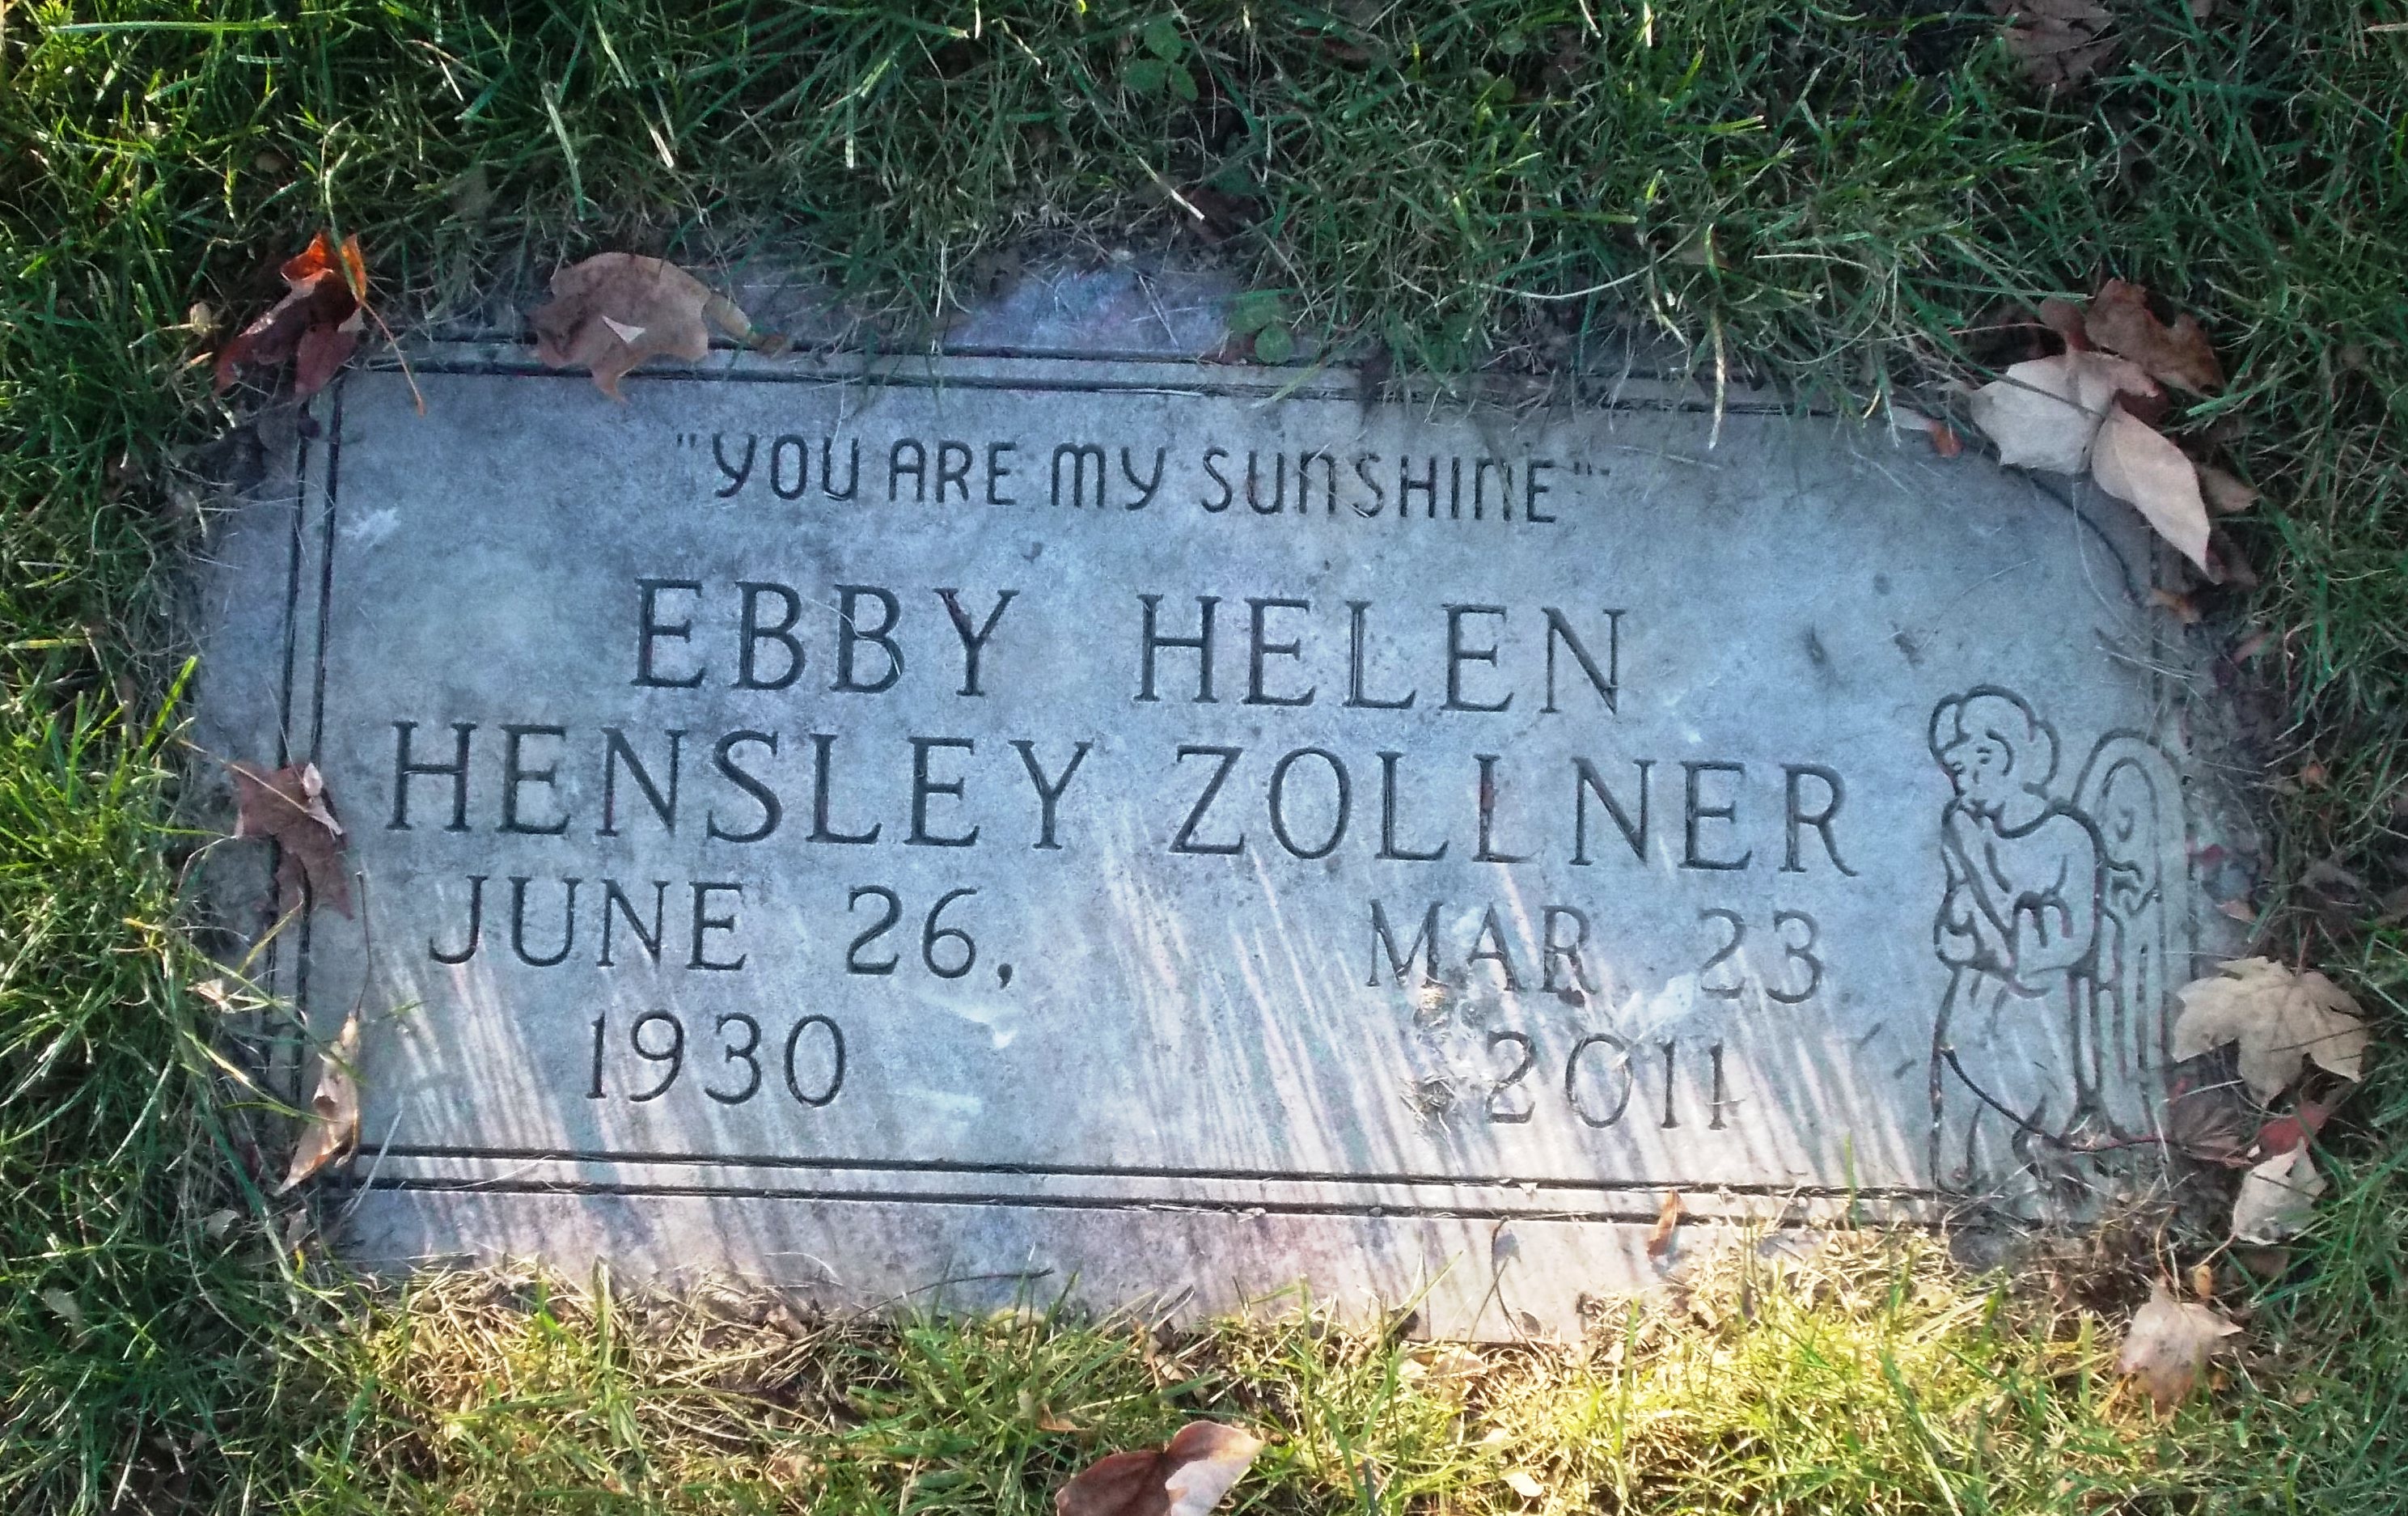 "YOU ARE MY SUNSHINE"
EBBY HELEN
HENSLEY ZOLLNER
JUNE 26, MAR 23
1930 2011